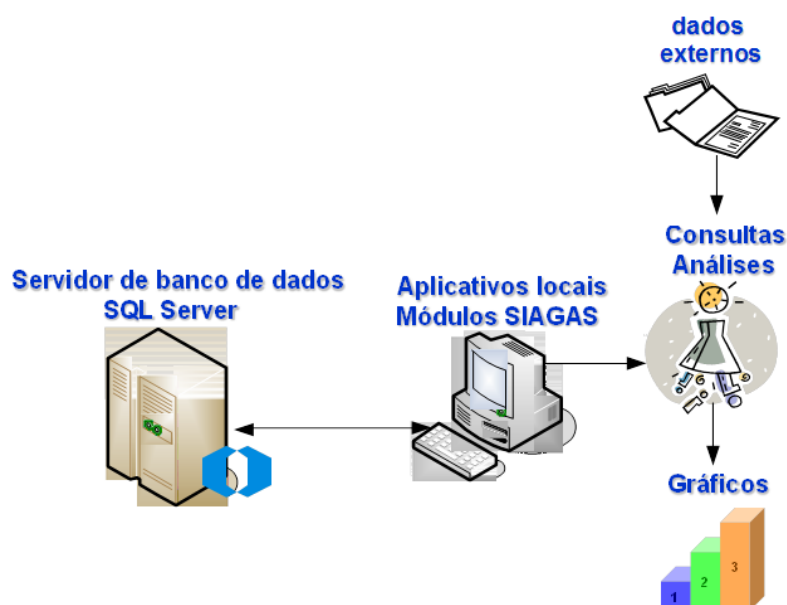 dados
externos
Consultas
Análises
Servidor de banco de dados
SQL Server
Aplicativos locais
Módulos SIAGAS
Gráficos
1
2
3